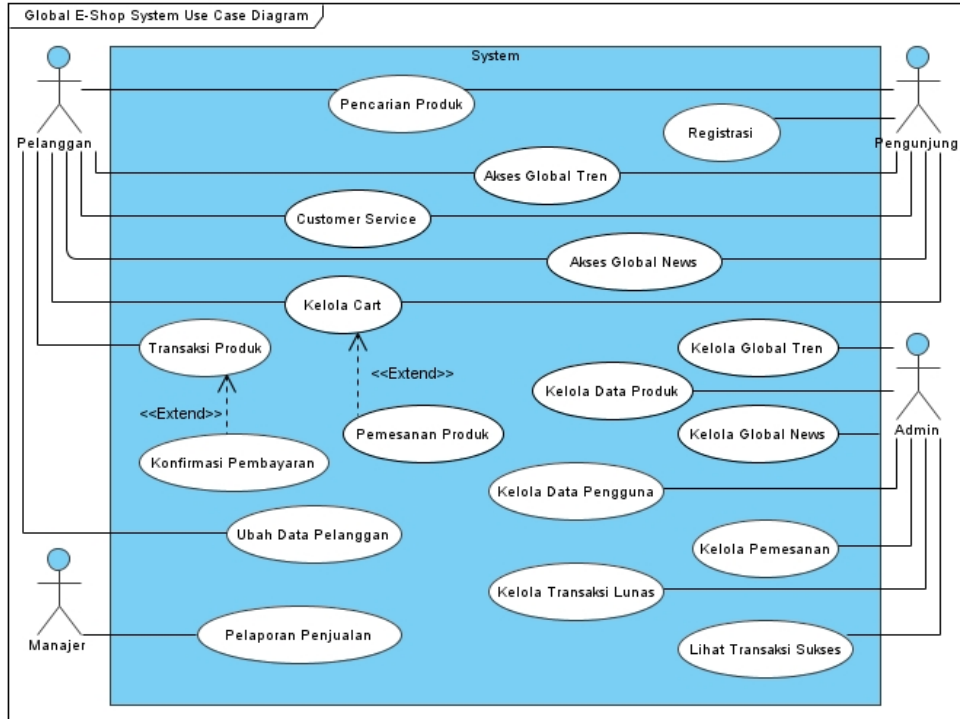 Global E-Shop System Use Case Diagram
System
Pencarian Produk
Registrasi
Pelanggan
Pengunjung
Akses Global Tren
Customer Service
Akses Global News
Kelola Cart
Transaksi Produk
Kelola Global Tren
<<Extend>>
Kelola Data Produk
<<Extend>>
Pemesanan Produk
Kelola Global News
Admin
Konfirmasi Pembayaran
Kelola Data Pengguna
Ubah Data Pelanggan
Kelola Pemesanan
Kelola Transaksi Lunas
Pelaporan Penjualan
Manajer
Lihat Transaksi Sukses